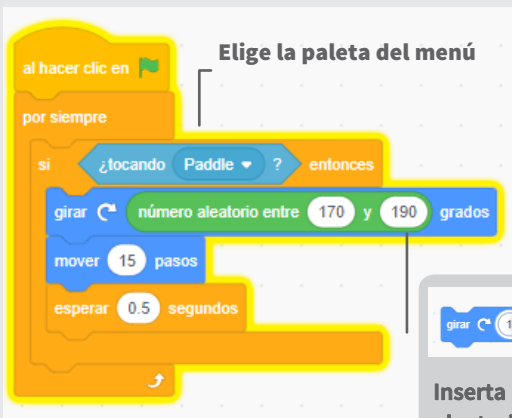 Elige la paleta del menú
al hacer clic en
por siempre
si ¿tocando Paddle ? entonces
girar número aleatorio entre 170 y 190 grados
mover 15 pasos
esperar 0.5 segundos
girar
Inserta